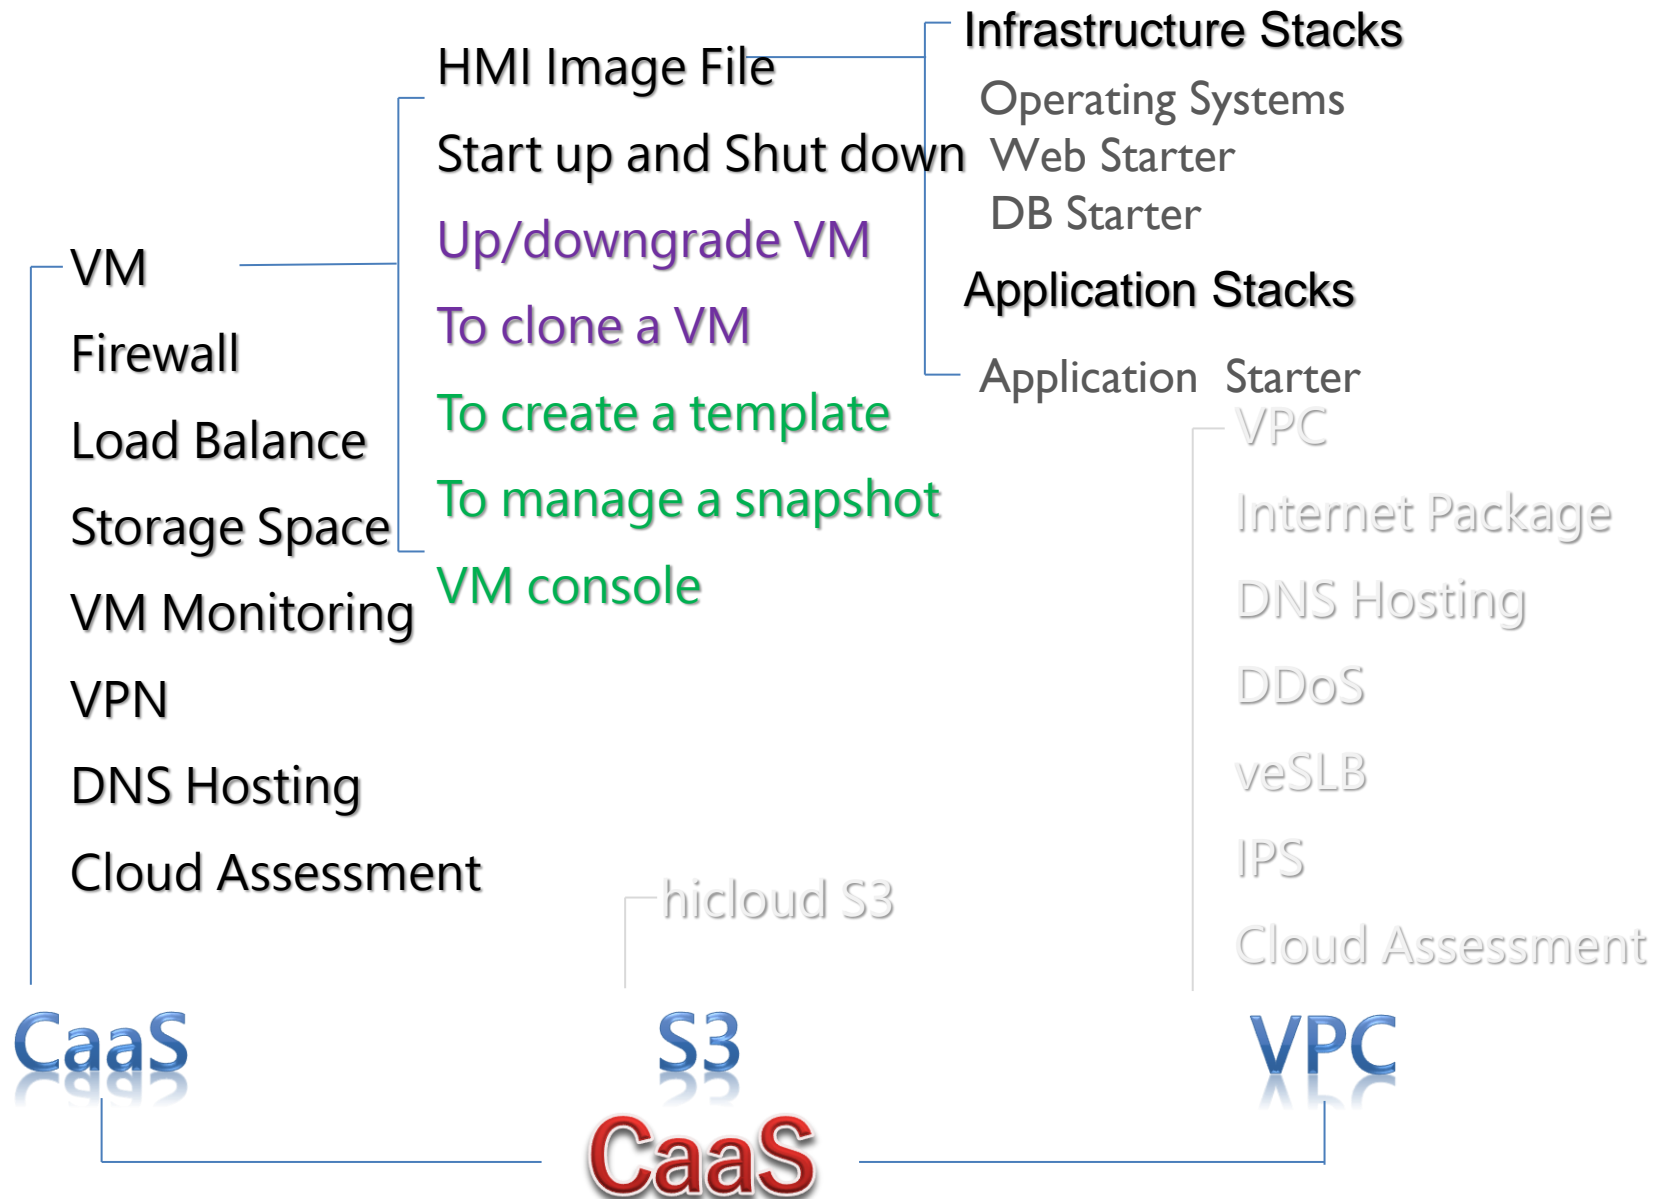 HMI Image File
Start up and Shut down
Up/downgrade VM
To clone a VM
To create a template
To manage a snapshot
VM console
Infrastructure Stacks
Operating Systems
Web Starter
DB Starter
Application Stacks
Application Starter
VM
Firewall
Load Balance
Storage Space
VM Monitoring
VPN
DNS Hosting
Cloud Assessment
hicloud S3
VPC
Internet Package
DNS Hosting
DDoS
veSLB
IPS
Cloud Assessment
CaaS
S3
VPC
CaaS